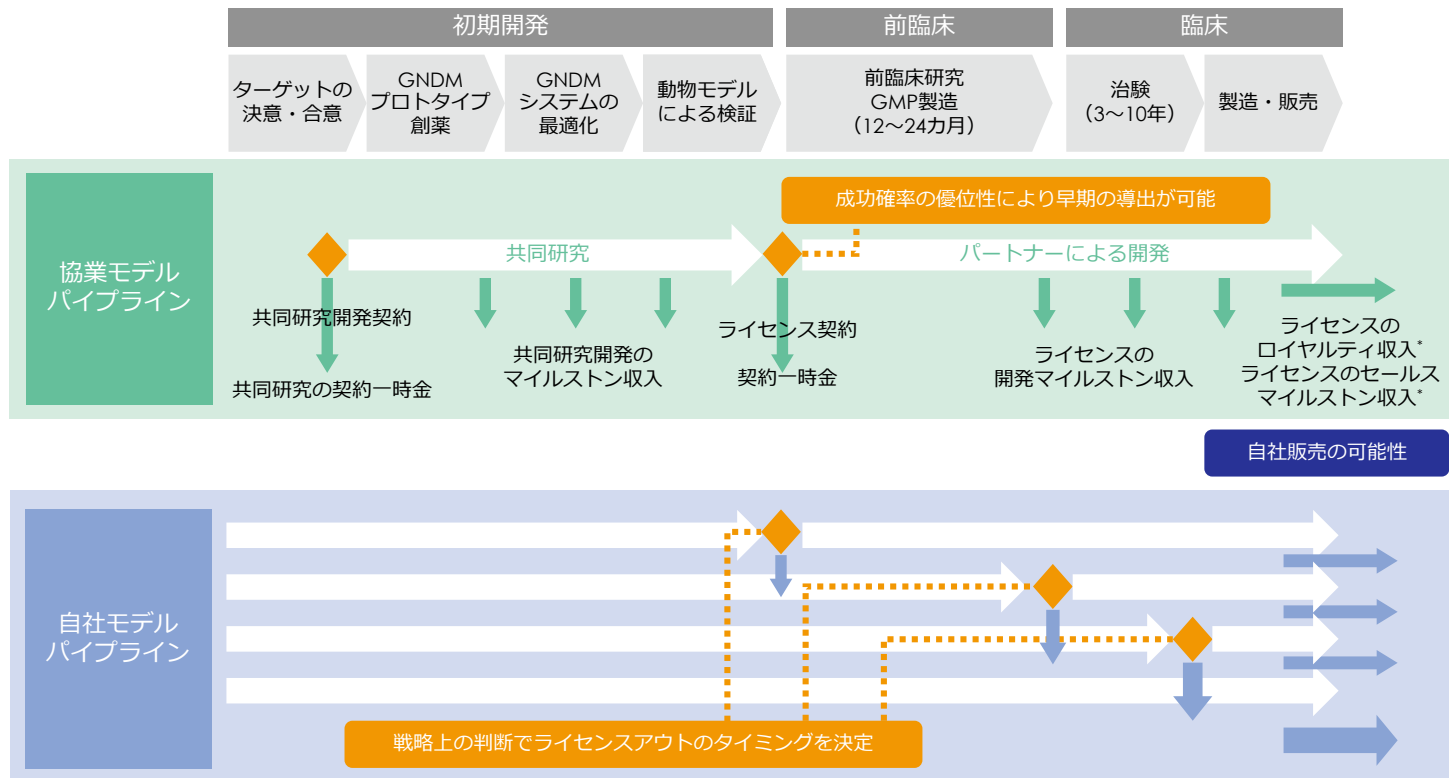 初期開発
前臨床
臨床
ターゲットの
決意・合意
GNDM
プロトタイプ
創薬
GNDM
システムの
最適化
動物モデル
による検証
前臨床研究
GMP製造
（12～24カ月）
治験
（3～10年）
製造・販売
成功確率の優位性により早期の導出が可能
協業モデル
パイプライン
共同研究
パートナーによる開発
共同研究開発契約
共同研究の契約一時金
共同研究開発の
マイルストン収入
ライセンス契約
契約一時金
ライセンスの
開発マイルストン収入
ライセンスの
ロイヤルティ収入*
ライセンスのセールス
マイルストン収入*
自社販売の可能性
自社モデル
パイプライン
戦略上の判断でライセンスアウトのタイミングを決定